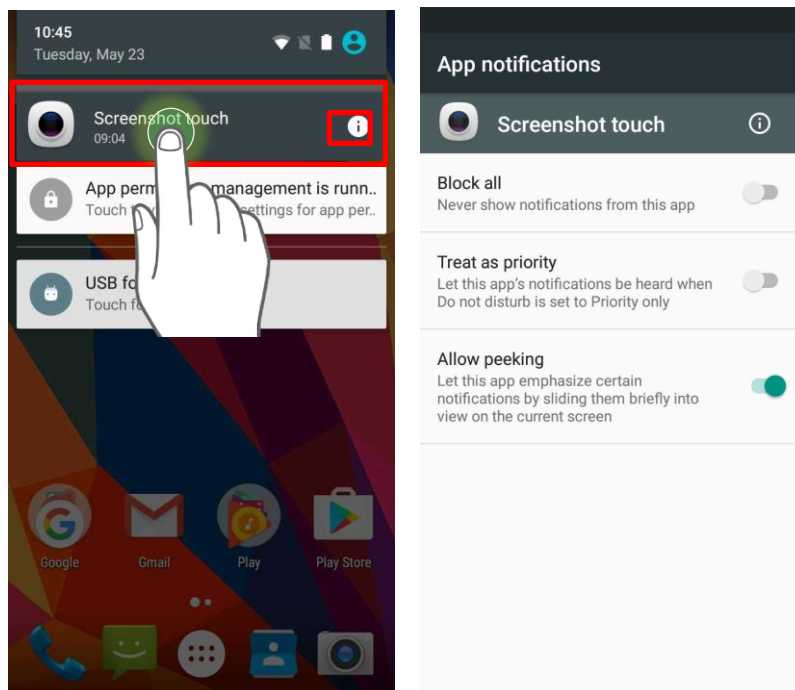 10:45
Tuesday, May 23
Screenshot touch
09:04
App perm management is runn..
Touch settings for app per..
USB fo
Touch fo
Google
Gmail
Play
Play Store
App notifications
Screenshot touch
Block all
Never show notifications from this app
Treat as priority
Let this app's notifications be heard when
Do not disturb is set to Priority only
Allow peeking
Let this app emphasize certain
notifications by sliding them briefly into
view on the current screen